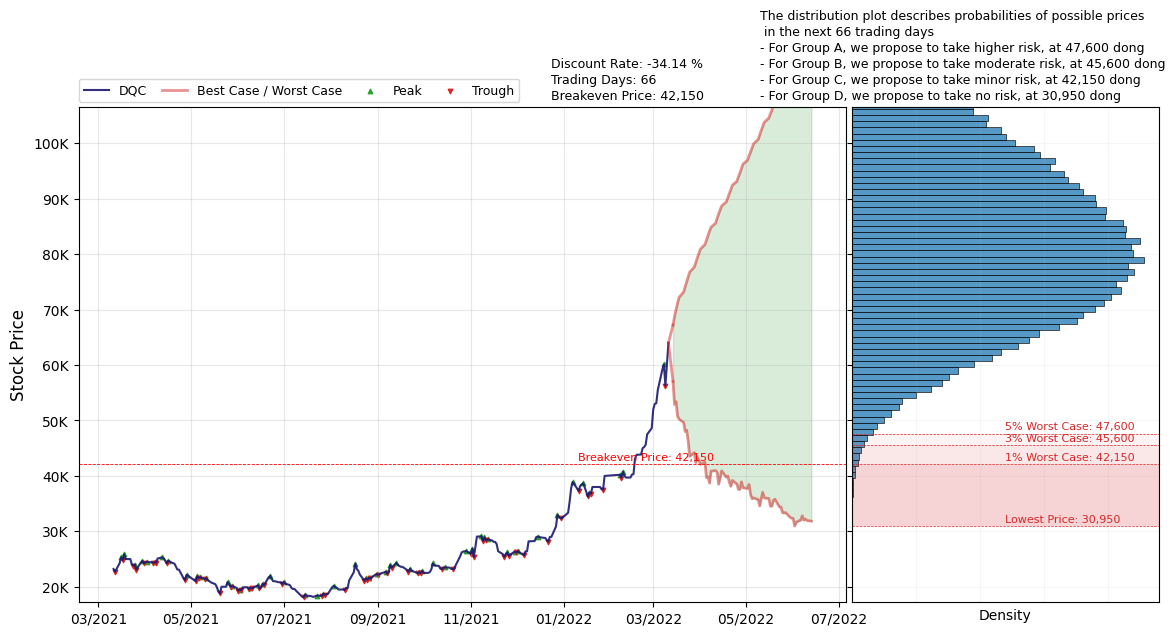 The distribution plot describes probabilities of possible prices
in the next 66 trading days
- For Group A, we propose to take higher risk, at 47,600 dong
- For Group B, we propose to take moderate risk, at 45,600 dong
- For Group C, we propose to take minor risk, at 42,150 dong
- For Group D, we propose to take no risk, at 30,950 dong
Discount Rate: -34.14 %
Trading Days: 66
Breakeven Price: 42,150
DQC
Best Case / Worst Case
Peak
Trough
Stock Price
100K
90K
80K
70K
60K
50K
40K
30K
20K
Breakeven Price: 42,150
03/2021
05/2021
07/2021
09/2021
11/2021
01/2022
03/2022
05/2022
07/2022
5% Worst Case: 47,600
3% Worst Case: 45,600
1% Worst Case: 42,150
Lowest Price: 30,950
Density